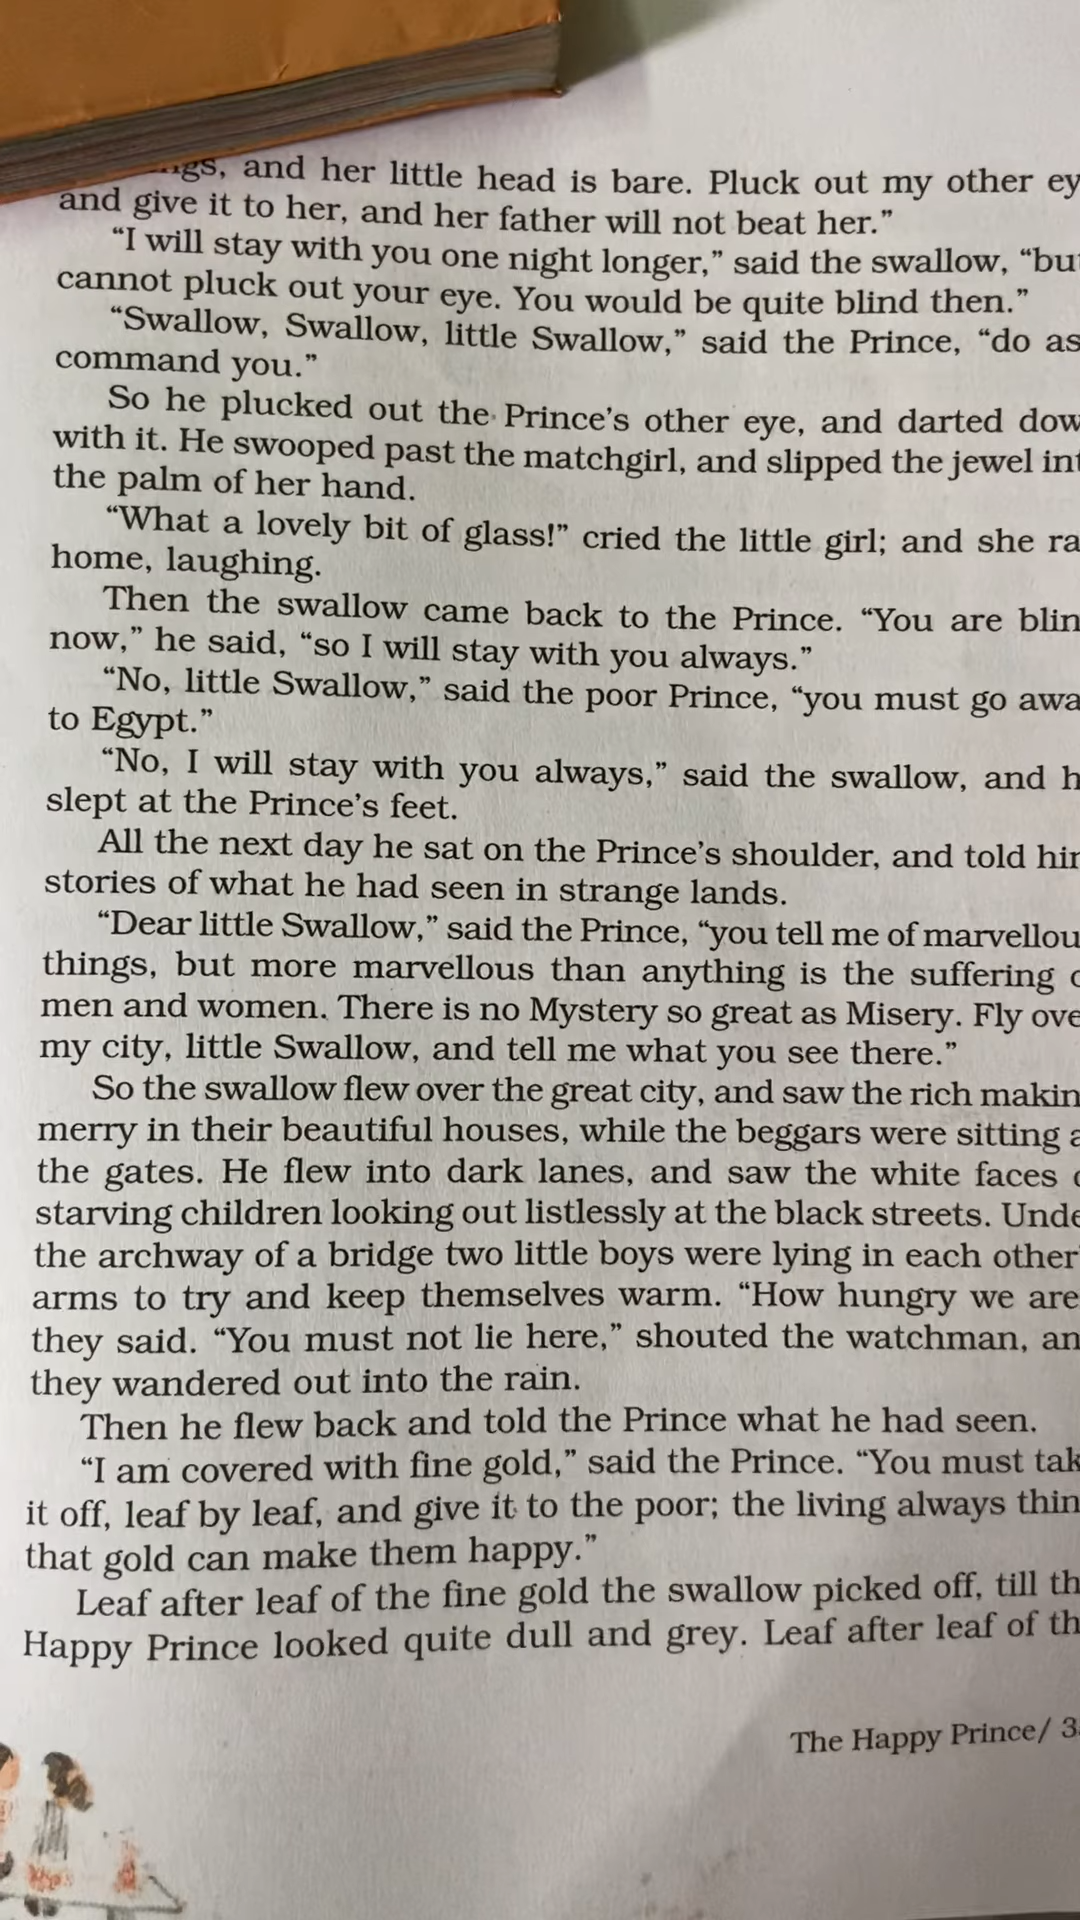 and her little head is bare. Pluck out my other ey
and give it to her, and her father will not beat her.”
“I will stay with you one night longer,” said the swallow, “but
cannot pluck out your eye. You would be quite blind then.”
“Swallow, Swallow, little Swallow,” said the Prince, “do as
command you.”
So he plucked out the Prince’s other eye, and darted dow
with it. He swooped past the matchgirl, and slipped the jewel int
the palm of her hand.
“What a lovely bit of glass!” cried the little girl; and she ra
home, laughing.
Then the swallow came back to the Prince. “You are blin
now,” he said, “so I will stay with you always.”
“No, little Swallow,” said the poor Prince, “you must go awa
to Egypt.”
“No, I will stay with you always,” said the swallow, and h
slept at the Prince’s feet.
All the next day he sat on the Prince’s shoulder, and told him
stories of what he had seen in strange lands.
“Dear little Swallow,” said the Prince, “you tell me of marvellou
things, but more marvellous than anything is the suffering
men and women. There is no Mystery so great as Misery. Fly ove
my city, little Swallow, and tell me what you see there.”
So the swallow flew over the great city, and saw the rich makin
merry in their beautiful houses, while the beggars were sitting a
the gates. He flew into dark lanes, and saw the white faces
starving children looking out listlessly at the black streets. Unde
the archway of a bridge two little boys were lying in each other’
arms to try and keep themselves warm. “How hungry we are
they said. “You must not lie here,” shouted the watchman, an
they wandered out into the rain.
Then he flew back and told the Prince what he had seen.
“I am covered with fine gold,” said the Prince. “You must tak
it off, leaf by leaf, and give it to the poor; the living always thin
that gold can make them happy.”
Leaf after leaf of the fine gold the swallow picked off, till th
Happy Prince looked quite dull and grey. Leaf after leaf of th
The Happy Prince/ 3